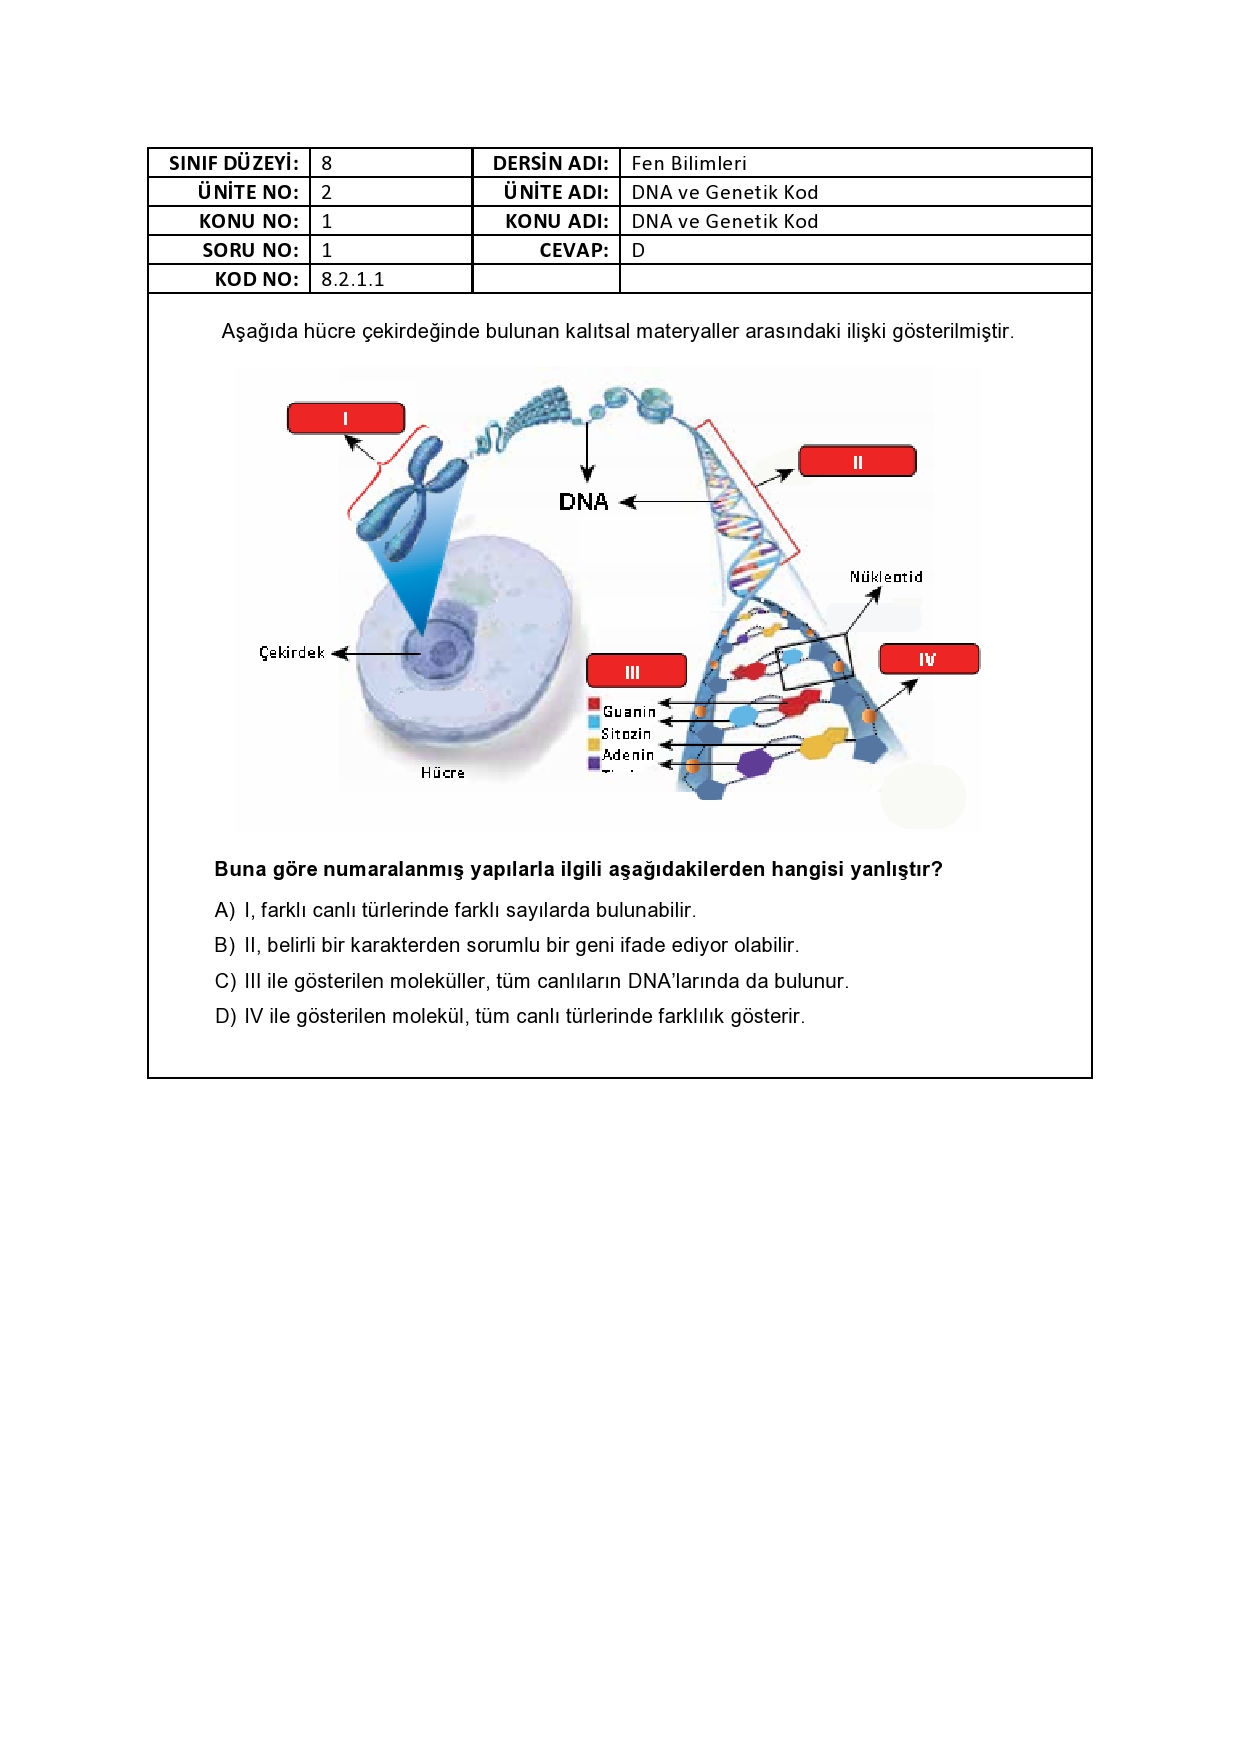 SINIF DÜZEYİ: 8 DERSİN ADI: Fen Bilimleri
ÜNİTE NO: 2 ÜNİTE ADI: DNA ve Genetik Kod
KONU NO: 1 KONU ADI: DNA ve Genetik Kod
SORU NO: 1 CEVAP: D
KOD NO: 8.2.1.1
Aşağıda hücre çekirdeğinde bulunan kalıtsal materyaller arasındaki ilişki gösterilmiştir.
I
II
DNA
Nükleotid
Çekirdek
III
IV
Guanin
Sitozin
Adenin
Hücre
Buna göre numaralanmış yapılarla ilgili aşağıdakilerden hangisi yanlıştır?
A) I, farklı canlı türlerinde farklı sayılarda bulunabilir.
B) II, belirli bir karakterden sorumlu bir geni ifade ediyor olabilir.
C) III ile gösterilen moleküller, tüm canlıların DNA’larında da bulunur.
D) IV ile gösterilen molekül, tüm canlı türlerinde farklılık gösterir.